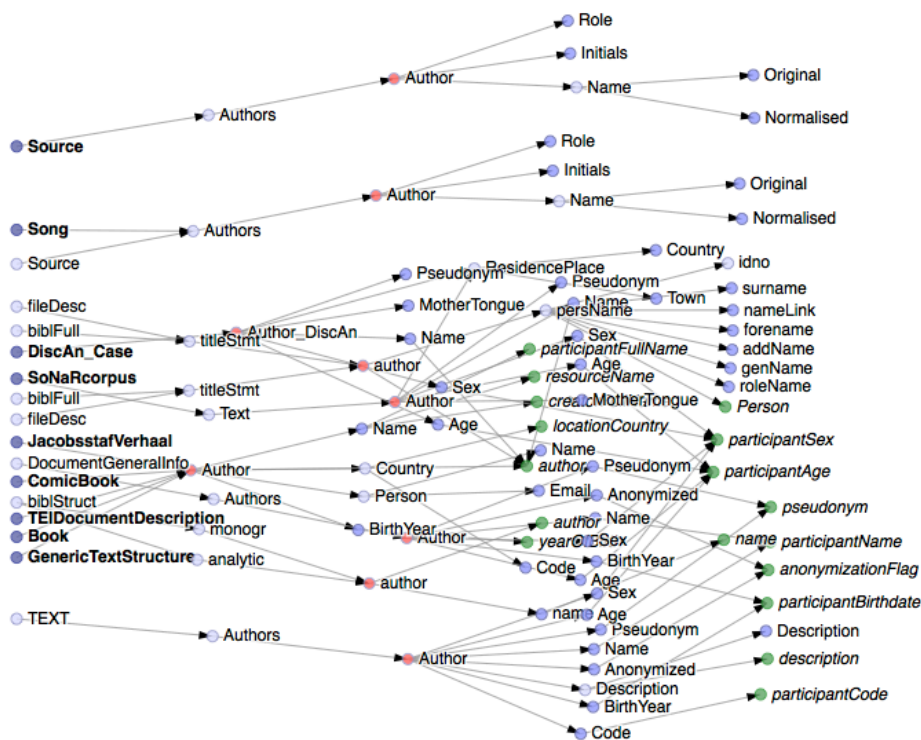 Role
Initials
Author
Original
Name
Authors
Normalised
Source
Role
Initials
Original
Author
Name
Normalised
Song
Authors
Country
Source
ResidencePlace
idno
Pseudonym
Pseudonym
surname
Town
Name
fileDesc
MotherTongue
persName
nameLink
biblFull
Author_DiscAn
forename
titleStmt
Name
Sex
addName
DiscAn_Case
participantFullName
author
Age
genName
SoNaRcorpus
resourceName
roleName
titleStmt
Sex
biblFull
Author
MotherTongue
Person
Text
fileDesc
Name
Age
locationCountry
JacobsstafVerhaal
participantSex
Name
DocumentGeneralInfo
Author
Country
author
Pseudonym
participantAge
ComicBook
Email
Person
Anonymized
biblStruct
Authors
pseudonym
TEIDocumentDescription
monogr
BirthYear
author
Name
Book
Author
Sex
name
participantName
GenericTextStructure
analytic
BirthYear
Code
anonymizationFlag
author
Age
Sex
participantBirthdate
TEXT
name
Age
Authors
Pseudonym
Description
Author
Name
description
Anonymized
Description
participantCode
BirthYear
Code